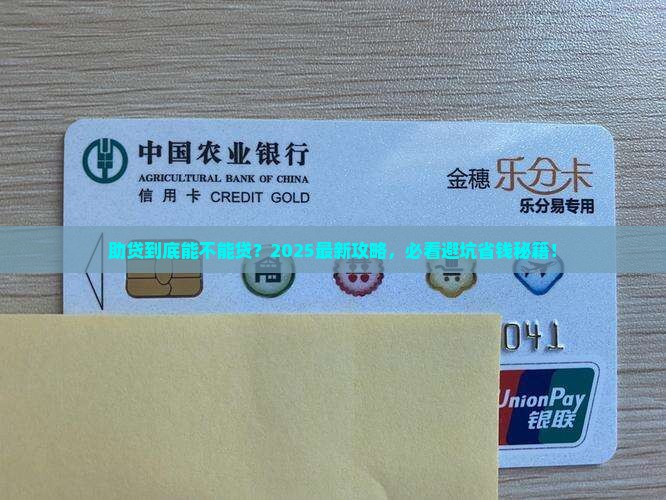 中国农业银行
AGRICULTURAL BANK OF CHINA
信用卡 CREDIT GOLD
金穗乐分卡
乐分易专用
助贷到底能不能贷？2025最新攻略，必看避坑省钱秘籍！
041
UnionPay
银联